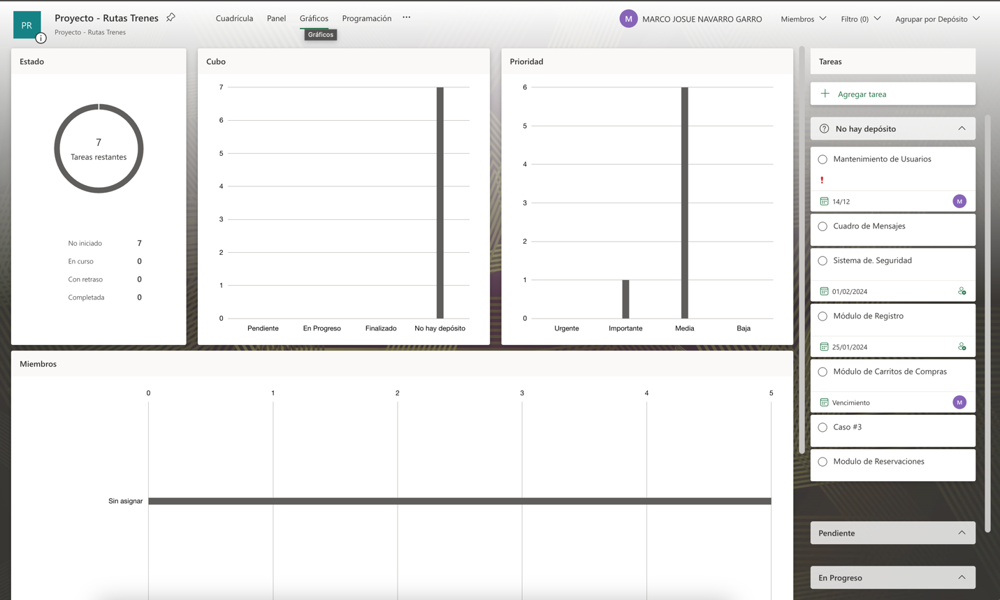 PR
Proyecto - Rutas Trenes
Proyecto - Rutas Trenes
Cuadrícula
Panel
Gráficos
Programación
···
Gráficos
M
MARCO JOSUE NAVARRO GARRO
Miembros
Filtro (0)
Agrupar por Depósito
Estado
7
Tareas restantes
No iniciado 7
En curso 0
Con retraso 0
Completada 0
Cubo
7
6
5
4
3
2
1
0
Pendiente En Progreso Finalizado No hay depósito
Prioridad
6
5
4
3
2
1
0
Urgente Importante Media Baja
Miembros
0 1 2 3 4 5
Sin asignar
Tareas
Agregar tarea
No hay depósito
Mantenimiento de Usuarios
14/12 M
Cuadro de Mensajes
Sistema de. Seguridad
01/02/2024
Módulo de Registro
25/01/2024
Módulo de Carritos de Compras
Vencimiento M
Caso #3
Modulo de Reservaciones
Pendiente
En Progreso